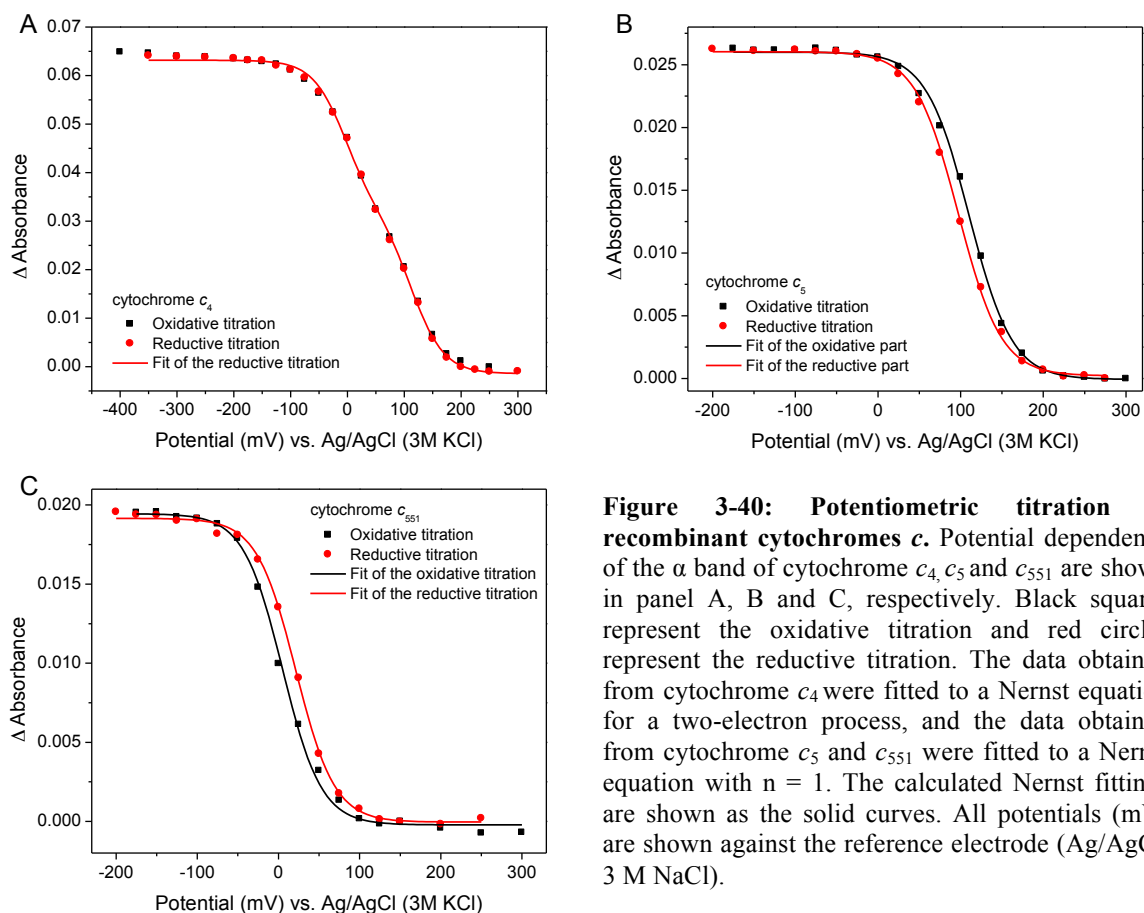 A
0.07
0.06
0.05
0.04
0.03
0.02
0.01
0.00
Δ Absorbance
cytochrome c4
Oxidative titration
Reductive titration
Fit of the reductive titration
-400 -300 -200 -100 0 100 200 300
Potential (mV) vs. Ag/AgCl (3M KCl)
B
0.025
0.020
0.015
0.010
0.005
0.000
Δ Absorbance
cytochrome c5
Oxidative titration
Reductive titration
Fit of the oxidative part
Fit of the reductive part
-200 -100 0 100 200 300
Potential (mV) vs. Ag/AgCl (3M KCl)
C
0.020
0.015
0.010
0.005
0.000
Δ Absorbance
cytochrome c551
Oxidative titration
Reductive titration
Fit of the oxidative titration
Fit of the reductive titration
-200 -100 0 100 200 300
Potential (mV) vs. Ag/AgCl (3M KCl)
Figure 3-40: Potentiometric titration
recombinant cytochromes c. Potential dependen
of the α band of cytochrome c4, c5 and c551 are show
in panel A, B and C, respectively. Black squar
represent the oxidative titration and red circl
represent the reductive titration. The data obtain
from cytochrome c4 were fitted to a Nernst equati
for a two-electron process, and the data obtain
from cytochrome c5 and c551 were fitted to a Nern
equation with n = 1. The calculated Nernst fittin
are shown as the solid curves. All potentials (m
are shown against the reference electrode (Ag/AgC
3 M NaCl).